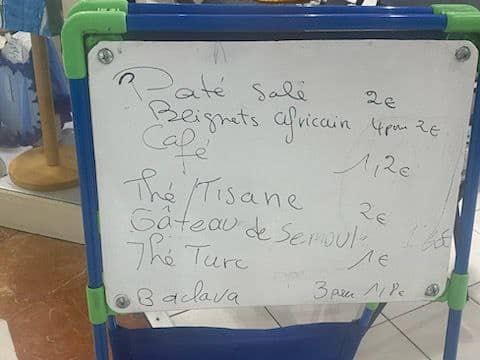 Paté salé 2€
Beignets africain 4 pour 2€
Café
1,2€
Thé/Tisane
Gâteau de Semoule 2€
Thé Turc 1€
Baclava 3 pour 1,8€